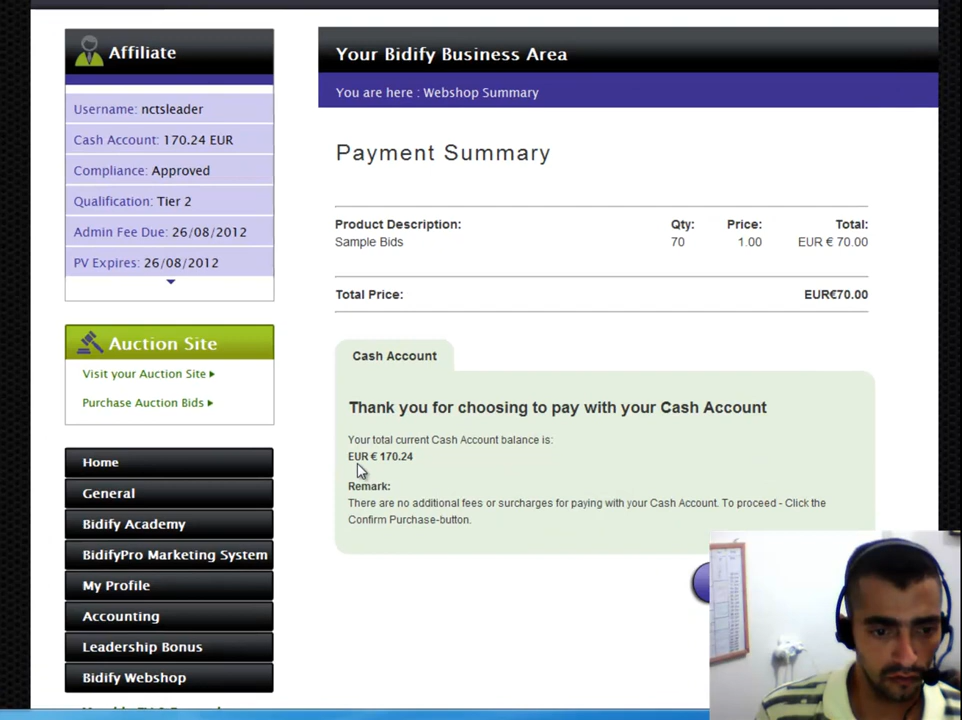 Affiliate
Username: nctsleader
Cash Account: 170.24 EUR
Compliance: Approved
Qualification: Tier 2
Admin Fee Due: 26/08/2012
PV Expires: 26/08/2012
Auction Site
Visit your Auction Site
Purchase Auction Bids
Home
General
Bidify Academy
BidifyPro Marketing System
My Profile
Accounting
Leadership Bonus
Bidify Webshop
Your Bidify Business Area
You are here : Webshop Summary
Payment Summary
Product Description: Qty: Price: Total:
Sample Bids 70 1.00 EUR € 70.00
Total Price: EUR€70.00
Cash Account
Thank you for choosing to pay with your Cash Account
Your total current Cash Account balance is:
EUR € 170.24
Remark:
There are no additional fees or surcharges for paying with your Cash Account. To proceed - Click the
Confirm Purchase-button.